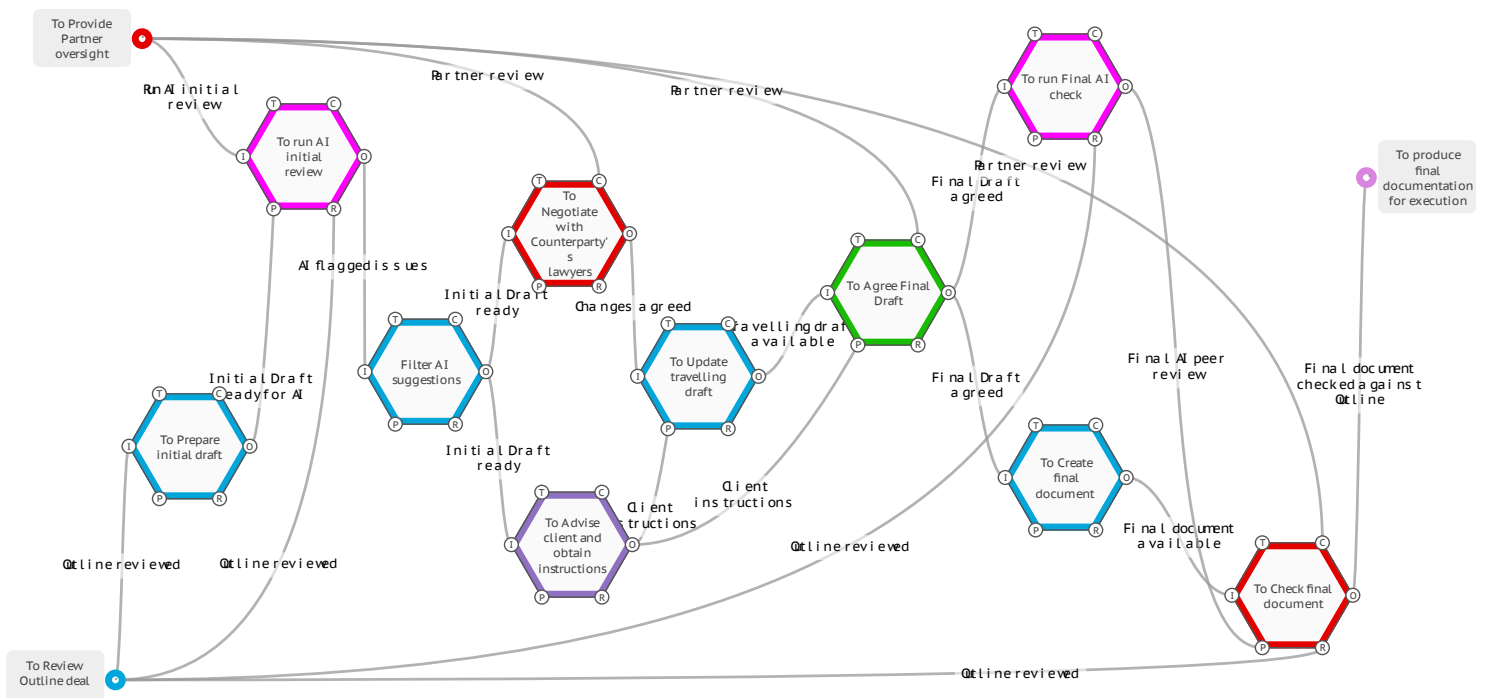 To Provide
Partner
oversight
Run AI initial
review
Partner review
Partner review
Partner review
To run AI
initial
review
To run Final AI
check
To produce
final
documentation
for execution
To
Negotiate
with
Counterparty'
s
lawyers
AI flagged issues
Initial Draft
ready
Changes agreed
Final Draft
agreed
To Agree Final
Draft
Filter AI
suggestions
To Update
travelling
draft
available
Initial Draft
for AI
To Prepare
initial draft
Initial Draft
ready
Final Draft
agreed
Final AI peer
review
Final document
checked against
Outline
To Advise
client and
obtain
instructions
Client
Client
instructions
To Create
final
document
Final document
available
To Check final
document
Outline reviewed
Outline reviewed
Outline reviewed
Outline reviewed
To Review
Outline deal
T
C
I
O
P
R
T
C
I
O
P
R
T
C
I
O
P
R
T
C
I
O
P
R
T
C
I
O
P
R
T
C
I
O
P
R
T
C
I
O
P
R
T
C
I
O
P
R
T
C
I
O
P
R
T
C
I
O
P
R